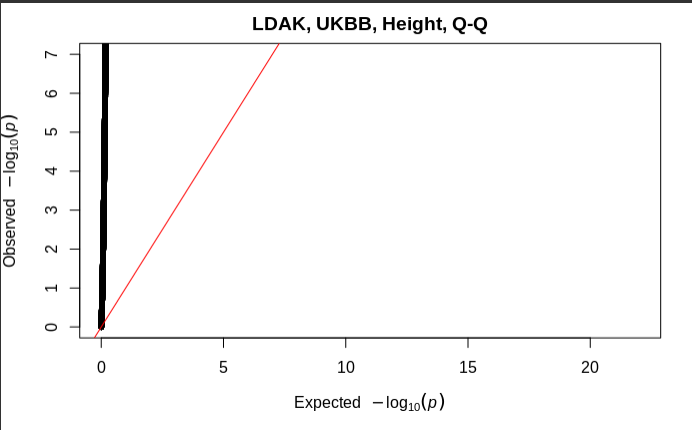 LDAK, UKBB, Height, Q-Q
Observed −log10(p)
7
6
5
4
3
2
1
0
0 5 10 15 20
Expected −log10(p)